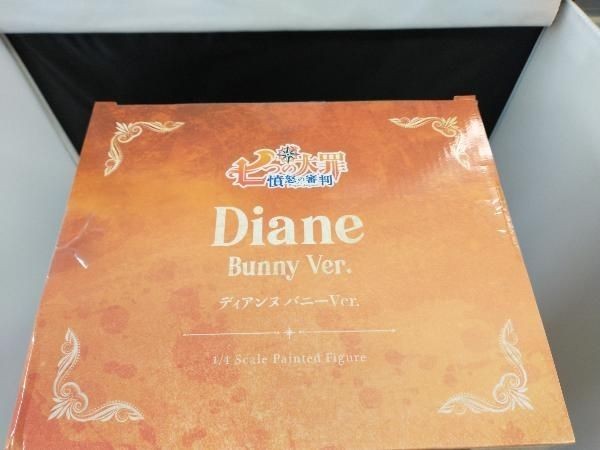 七つの大罪
憤怒の審判
Diane
Bunny Ver.
ディアンヌ バニーVer.
1/4 Scale Painted Figure